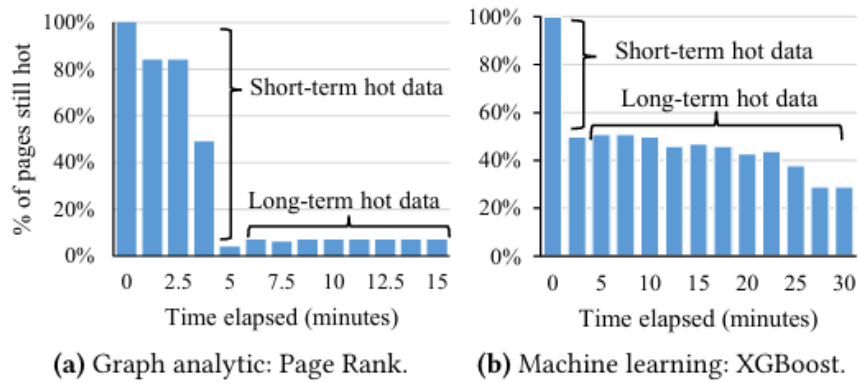 % of pages still hot
100%
80%
60%
40%
20%
0%
Short-term hot data
Long-term hot data
0 2.5 5 7.5 10 12.5 15
Time elapsed (minutes)
(a) Graph analytic: Page Rank.
100%
80%
60%
40%
20%
0%
Short-term hot data
Long-term hot data
0 5 10 15 20 25 30
Time elapsed (minutes)
(b) Machine learning: XGBoost.